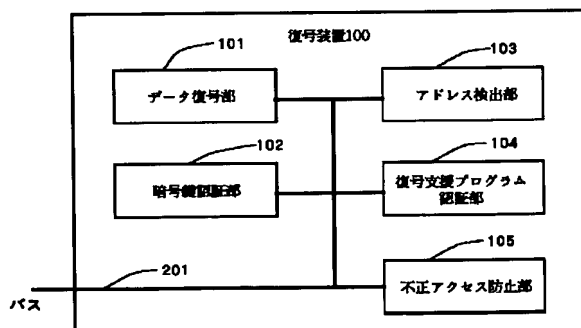 復号装置100
101
103
データ復号部
アドレス検出部
102
104
暗号鍵認証部
復号支援プログラム
認証部
105
201
バス
不正アクセス防止部